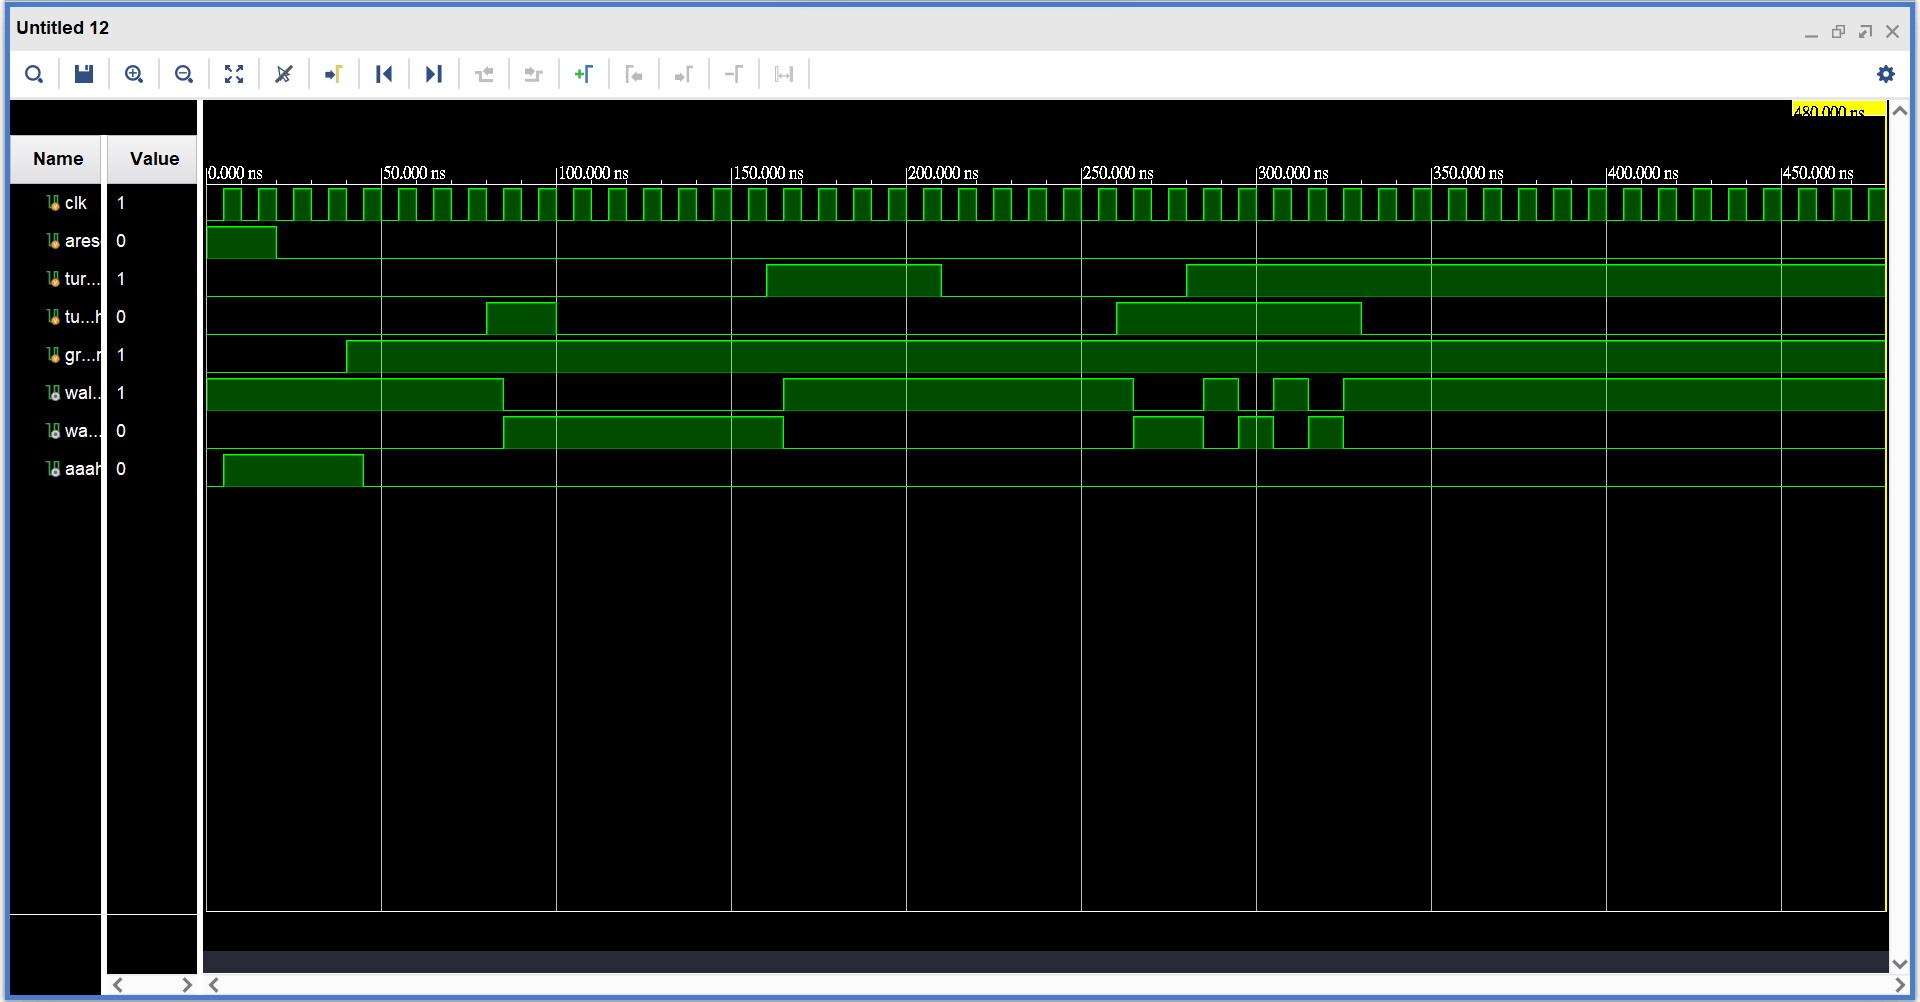 Untitled 12
480.000 ns
Name Value
0.000 ns 50.000 ns 100.000 ns 150.000 ns 200.000 ns 250.000 ns 300.000 ns 350.000 ns 400.000 ns 450.000 ns
clk 1
ares 0
tur... 1
tu...h 0
gr...r 1
wal.. 1
wa... 0
aaah 0